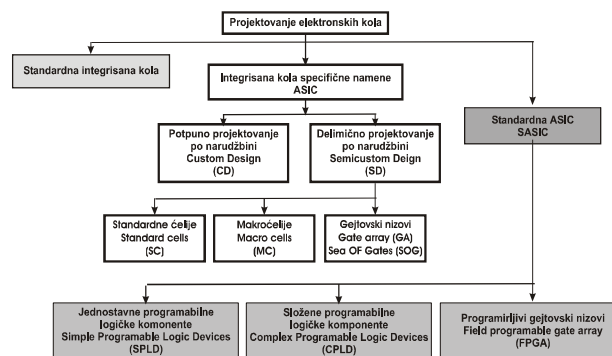 Projektovanje elektronskih kola
Standardna integrisana kola
Integrisana kola specifične namene
ASIC
Standardna ASIC
SASIC
Potpuno projektovanje
po narudžbini
Custom Design
(CD)
Delimično projektovanje
po narudžbini
Semicustom Deign
(SD)
Standardne ćelije
Standard cells
(SC)
Makroćelije
Macro cells
(MC)
Gejtovski nizovi
Gate array (GA)
Sea OF Gates (SOG)
Jednostavne programabilne
logičke komonente
Simple Programable Logic Devices
(SPLD)
Složene programabilne
logičke komponente
Complex Programable Logic Devices
(CPLD)
Programirljivi gejtovski nizovi
Field programable gate array
(FPGA)